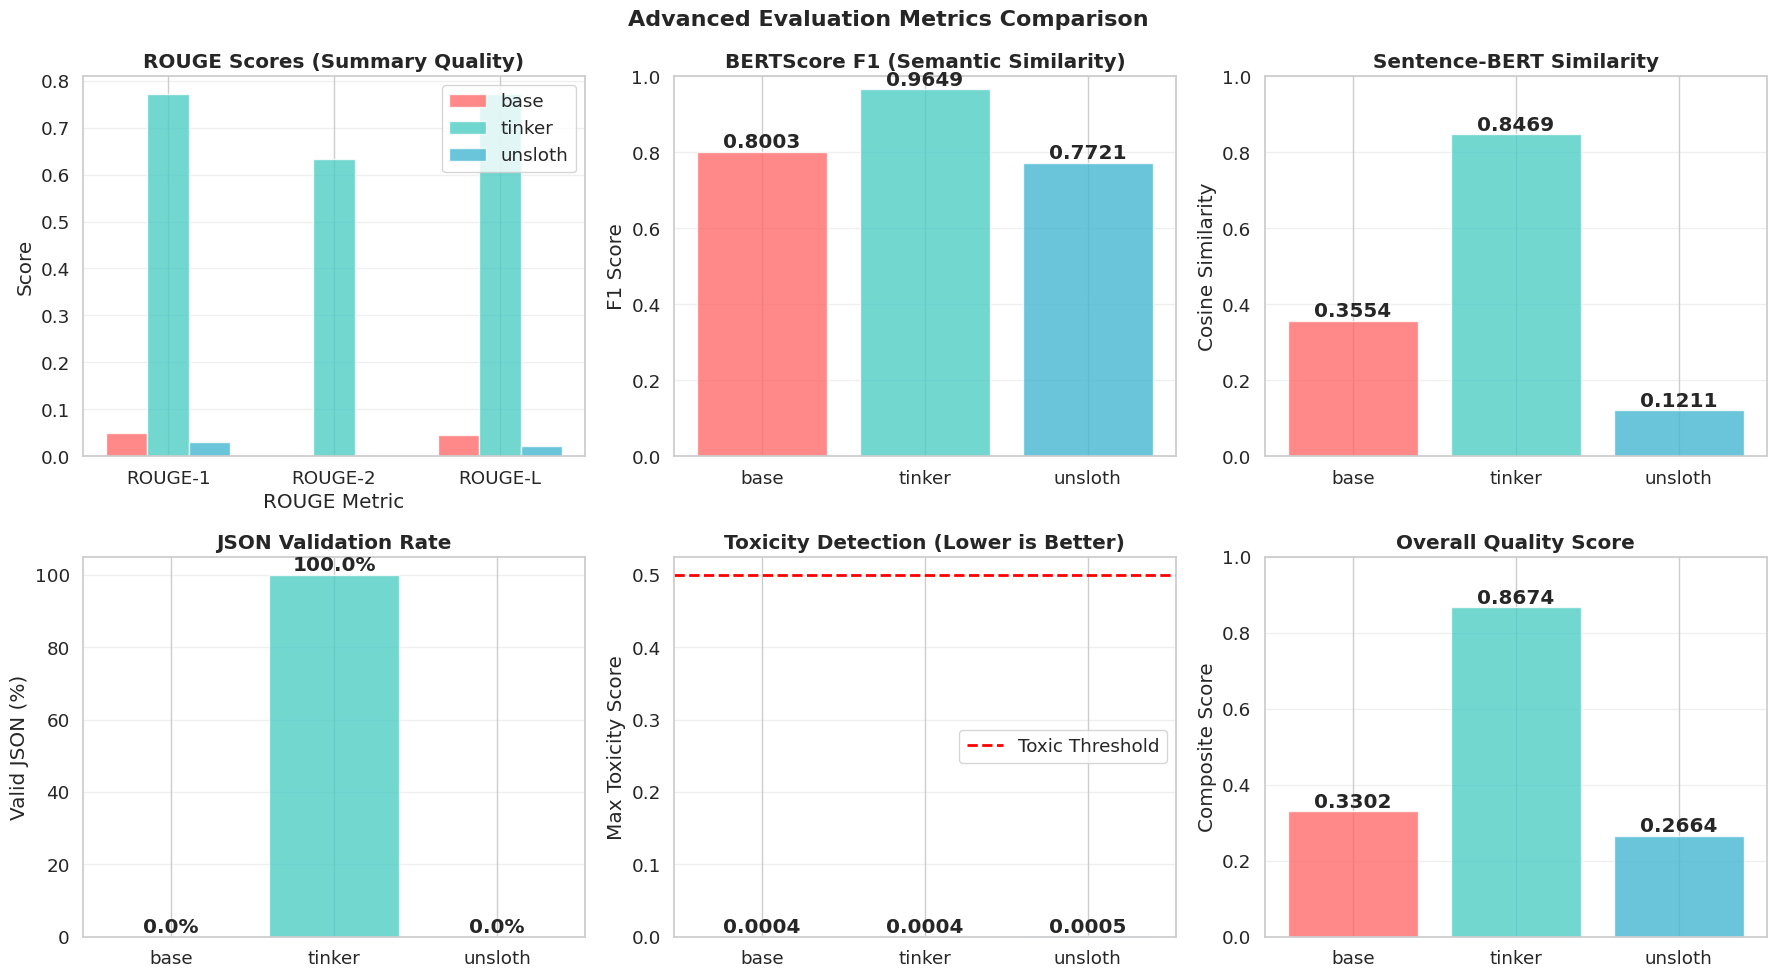 Advanced Evaluation Metrics Comparison
ROUGE Scores (Summary Quality)
0.8
0.7
0.6
0.5
0.4
0.3
0.2
0.1
0.0
Score
base
tinker
unsloth
ROUGE-1
ROUGE-2
ROUGE-L
ROUGE Metric
BERTScore F1 (Semantic Similarity)
1.0
0.8
0.6
0.4
0.2
0.0
F1 Score
0.8003
0.9649
0.7721
base
tinker
unsloth
Sentence-BERT Similarity
1.0
0.8
0.6
0.4
0.2
0.0
Cosine Similarity
0.3554
0.8469
0.1211
base
tinker
unsloth
JSON Validation Rate
100
80
60
40
20
0
Valid JSON (%)
0.0%
100.0%
0.0%
base
tinker
unsloth
Toxicity Detection (Lower is Better)
0.5
0.4
0.3
0.2
0.1
0.0
Max Toxicity Score
Toxic Threshold
0.0004
0.0004
0.0005
base
tinker
unsloth
Overall Quality Score
1.0
0.8
0.6
0.4
0.2
0.0
Composite Score
0.3302
0.8674
0.2664
base
tinker
unsloth